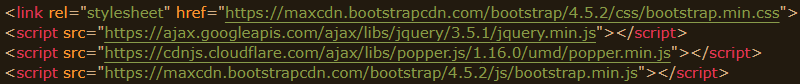 <link rel="stylesheet" href="https://maxcdn.bootstrapcdn.com/bootstrap/4.5.2/css/bootstrap.min.css">
<script src="https://ajax.googleapis.com/ajax/libs/jquery/3.5.1/jquery.min.js"></script>
<script src="https://cdnjs.cloudflare.com/ajax/libs/popper.js/1.16.0/umd/popper.min.js"></script>
<script src="https://maxcdn.bootstrapcdn.com/bootstrap/4.5.2/js/bootstrap.min.js"></script>